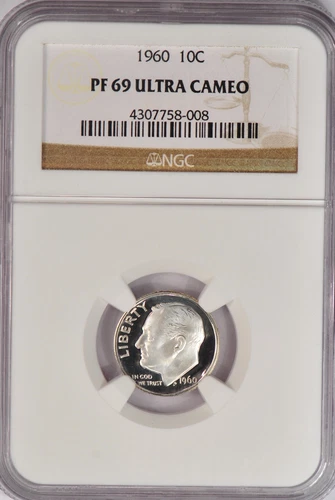 1960 10C
PF 69 ULTRA CAMEO
4307758-008
NGC
LIBERTY
IN GOD
WE TRUST
1960